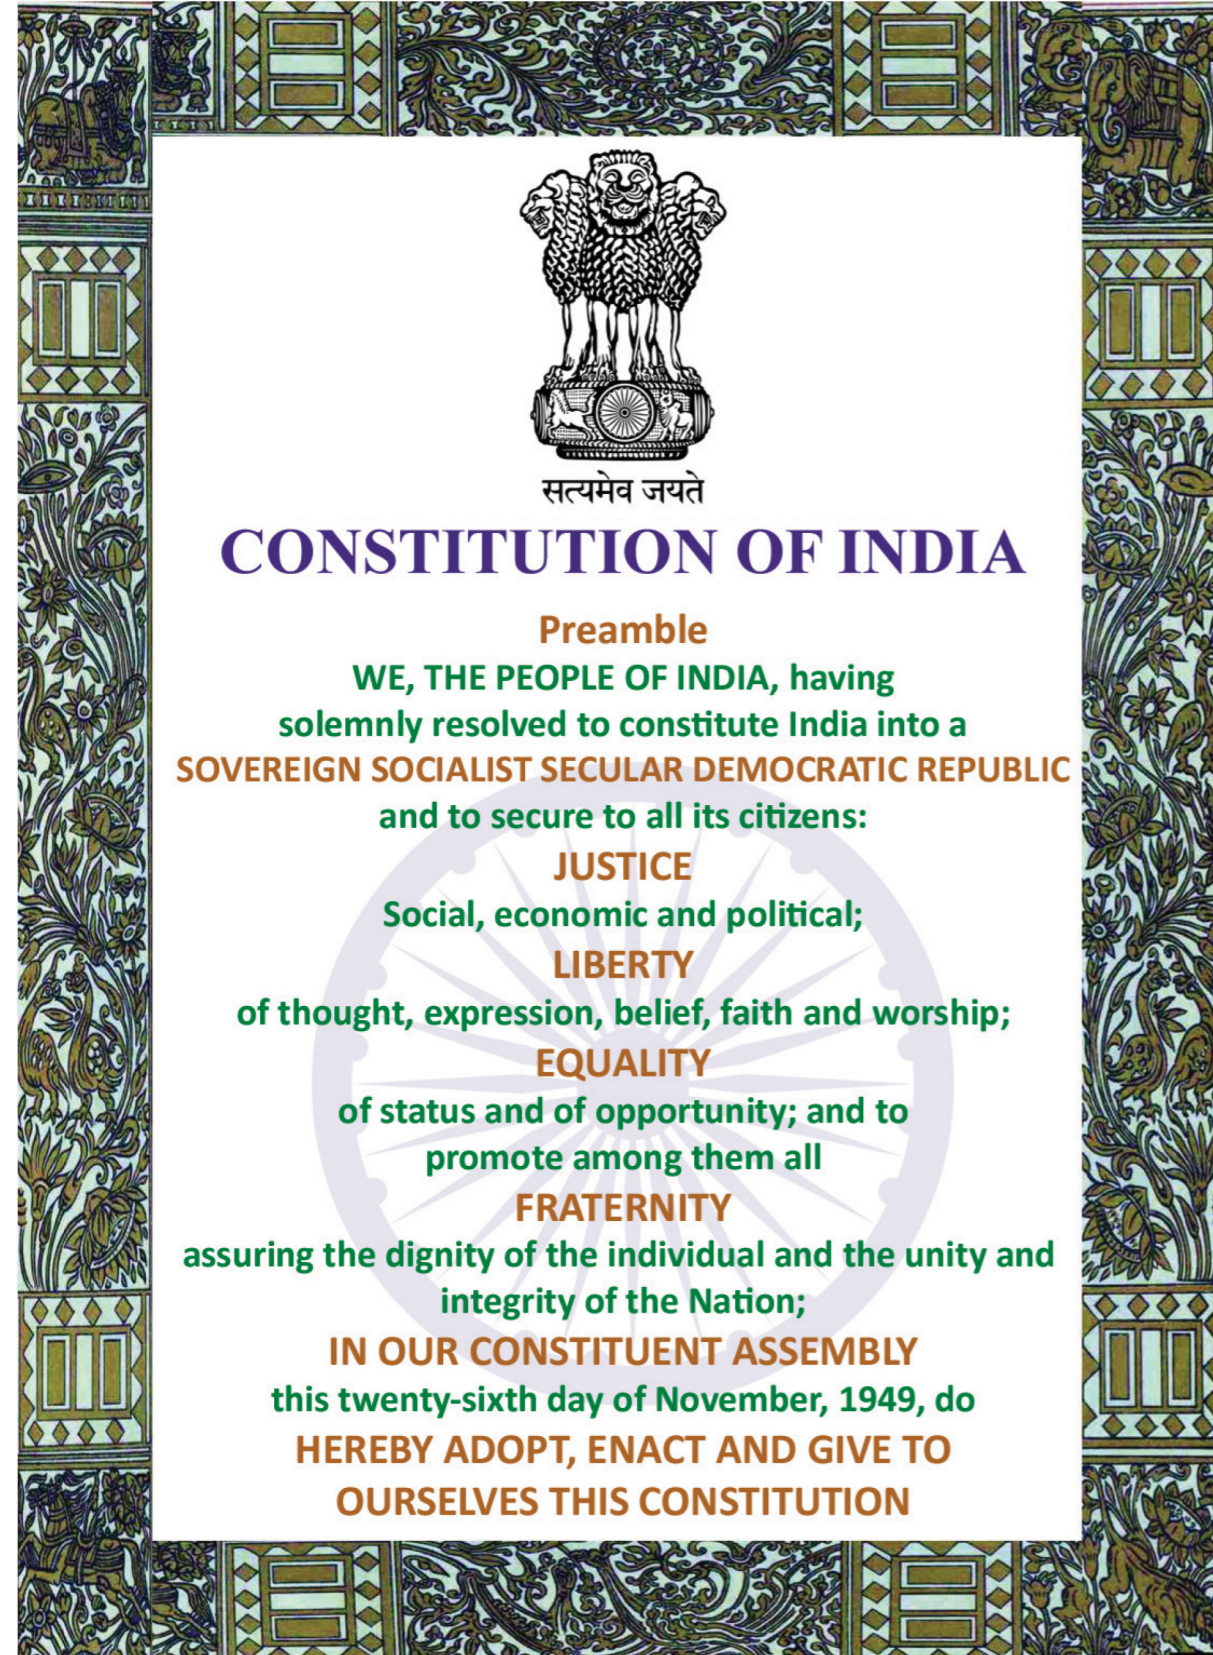 सत्यमेव जयते
CONSTITUTION OF INDIA
Preamble
WE, THE PEOPLE OF INDIA, having
solemnly resolved to constitute India into a
SOVEREIGN SOCIALIST SECULAR DEMOCRATIC REPUBLIC
and to secure to all its citizens:
JUSTICE
Social, economic and political;
LIBERTY
of thought, expression, belief, faith and worship;
EQUALITY
of status and of opportunity; and to
promote among them all
FRATERNITY
assuring the dignity of the individual and the unity and
integrity of the Nation;
IN OUR CONSTITUENT ASSEMBLY
this twenty-sixth day of November, 1949, do
HEREBY ADOPT, ENACT AND GIVE TO
OURSELVES THIS CONSTITUTION